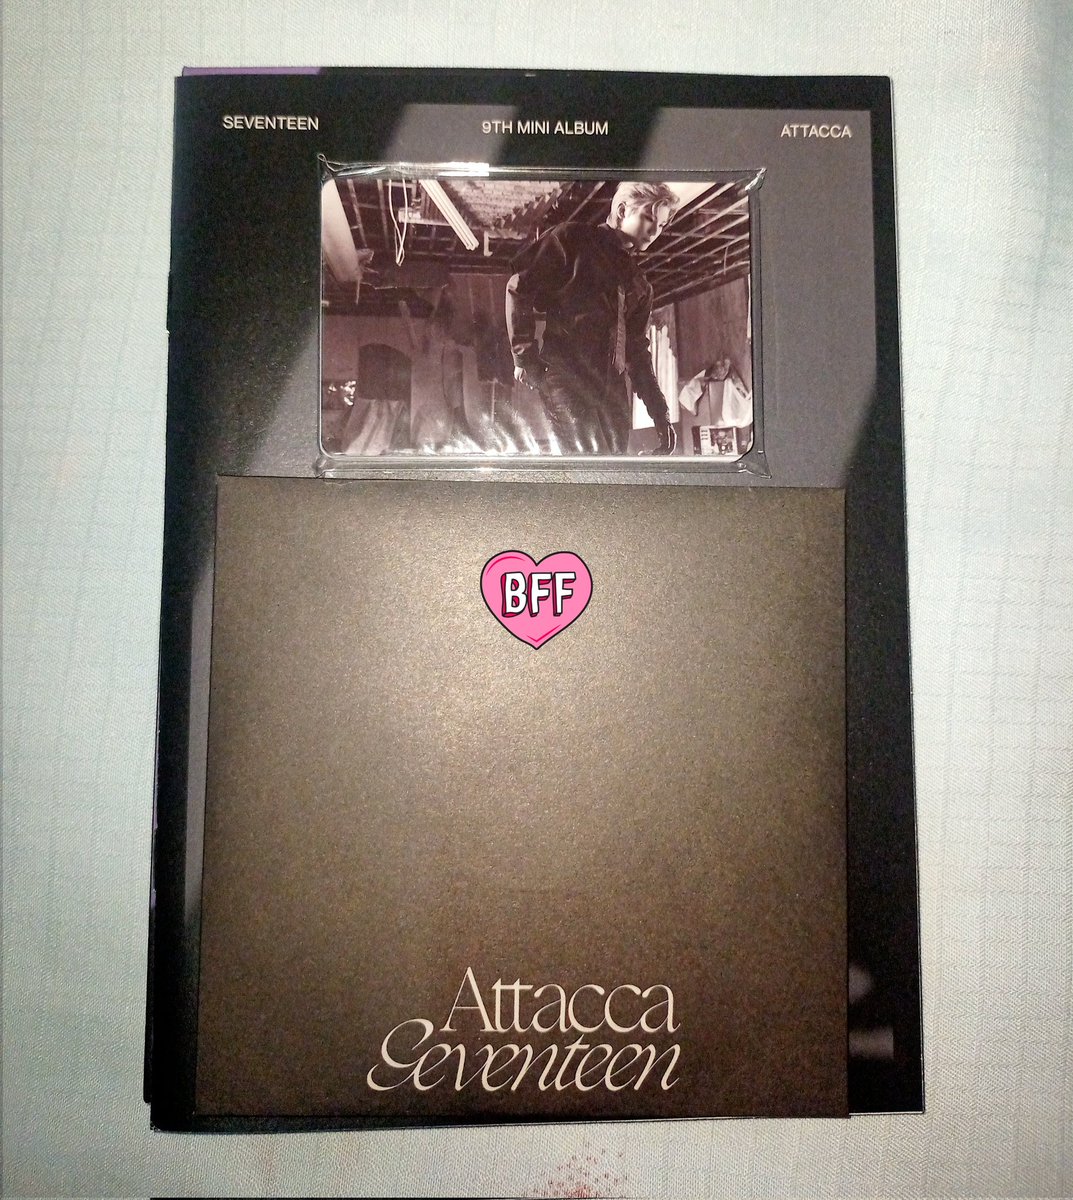 SEVENTEEN
9TH MINI ALBUM
ATTACCA
BFF
Attacca
Seventeen